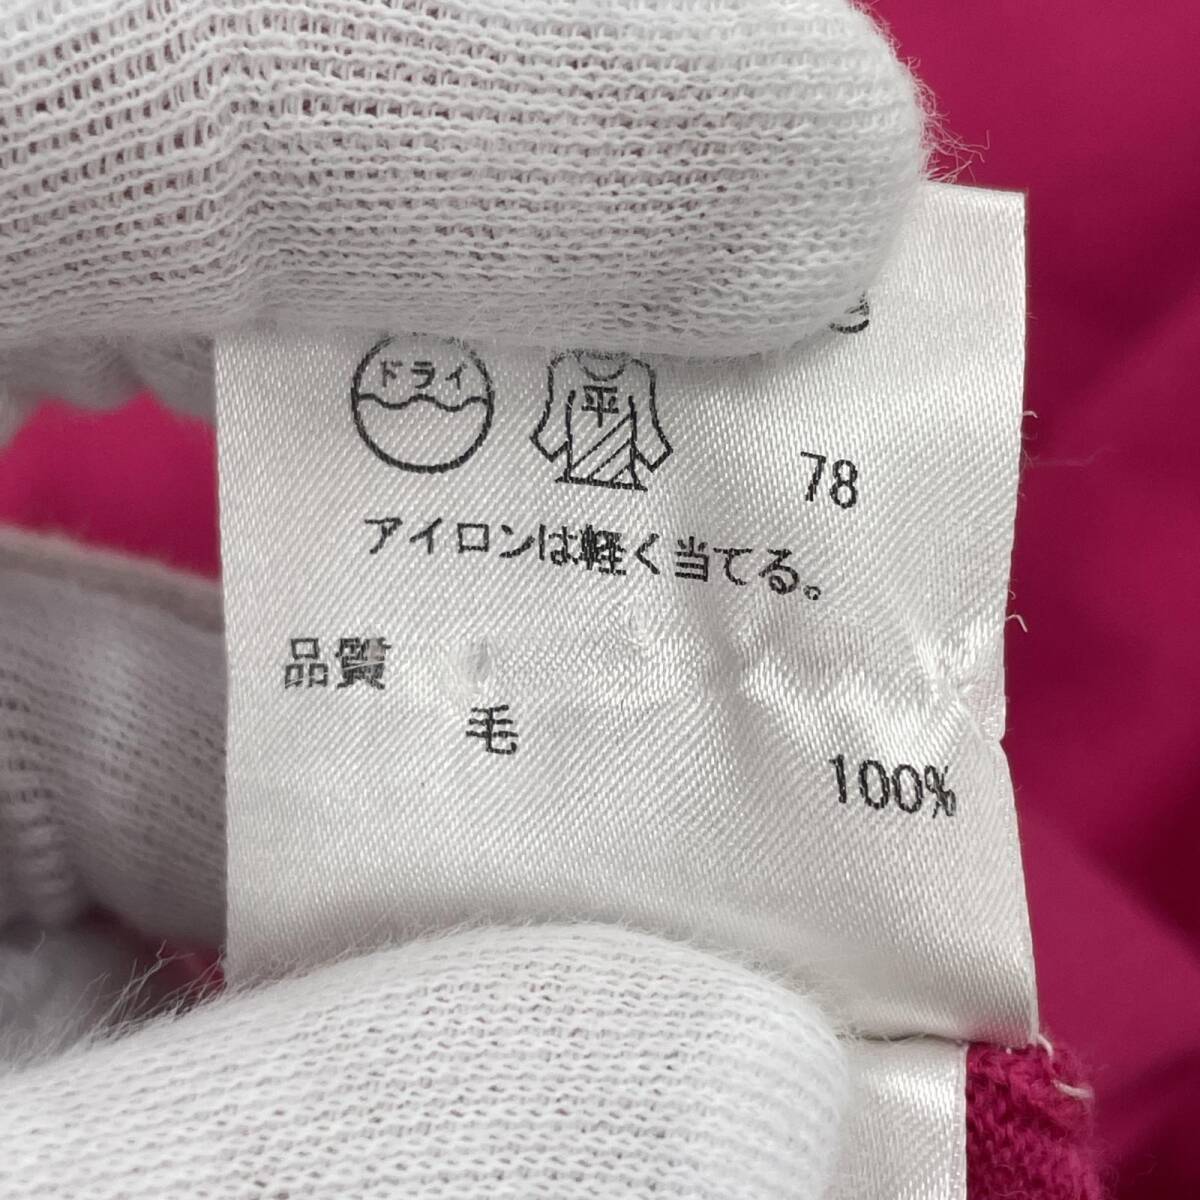 ドライ
平
78
アイロンは軽く当てる。
品質
毛
100%